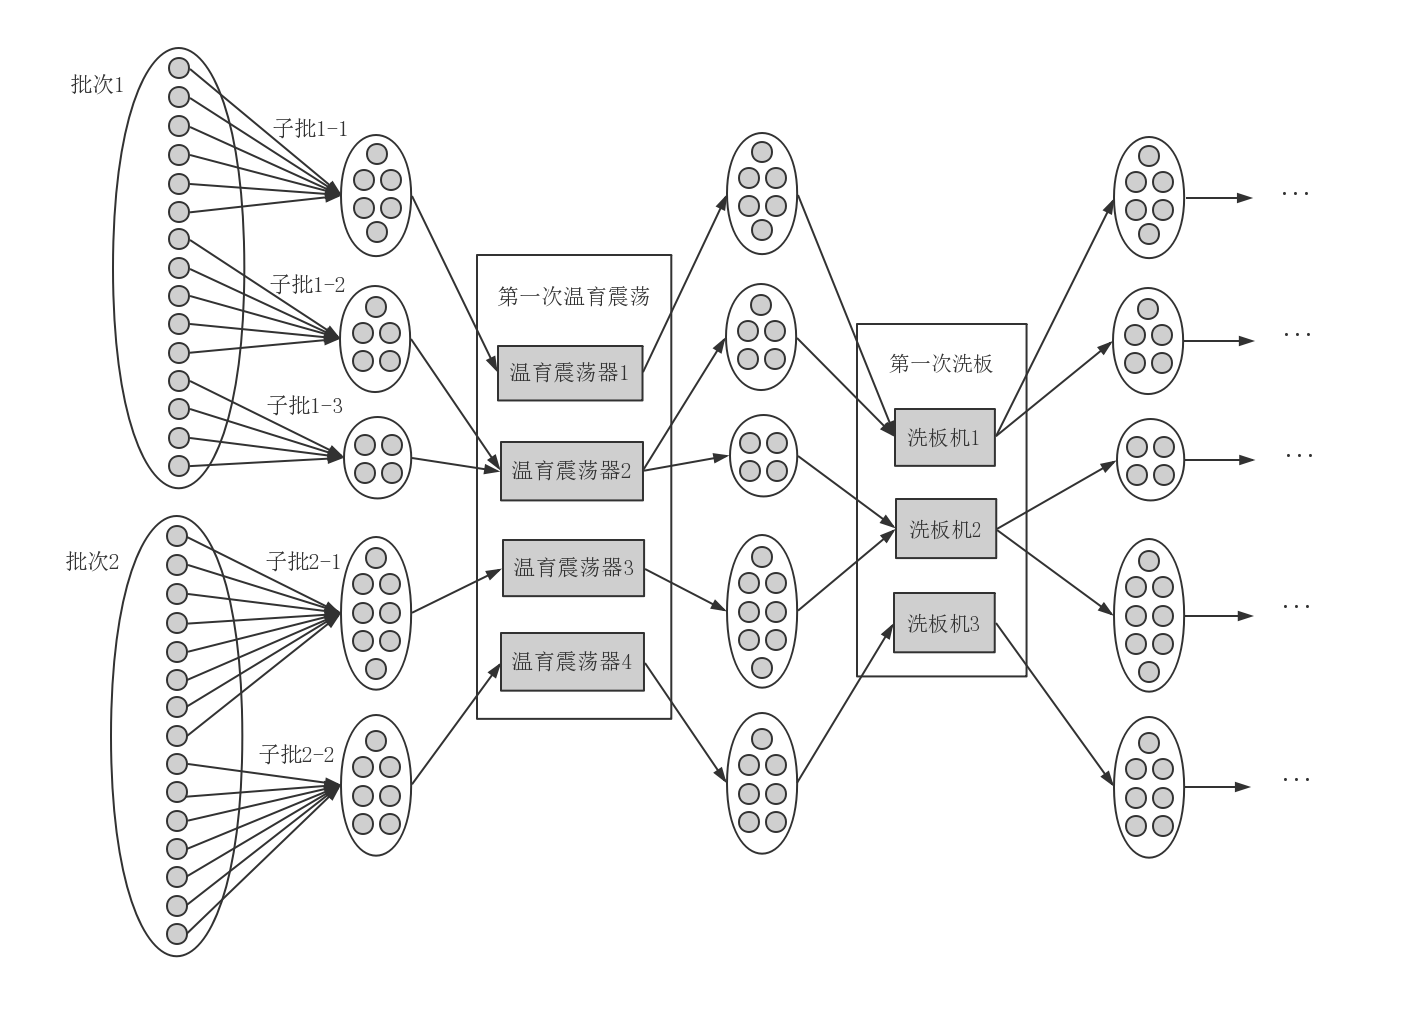 批次1
子批1-1
子批1-2
子批1-3
批次2
子批2-1
子批2-2
第一次温育震荡
温育震荡器1
温育震荡器2
温育震荡器3
温育震荡器4
第一次洗板
洗板机1
洗板机2
洗板机3
...
...
...
...
...